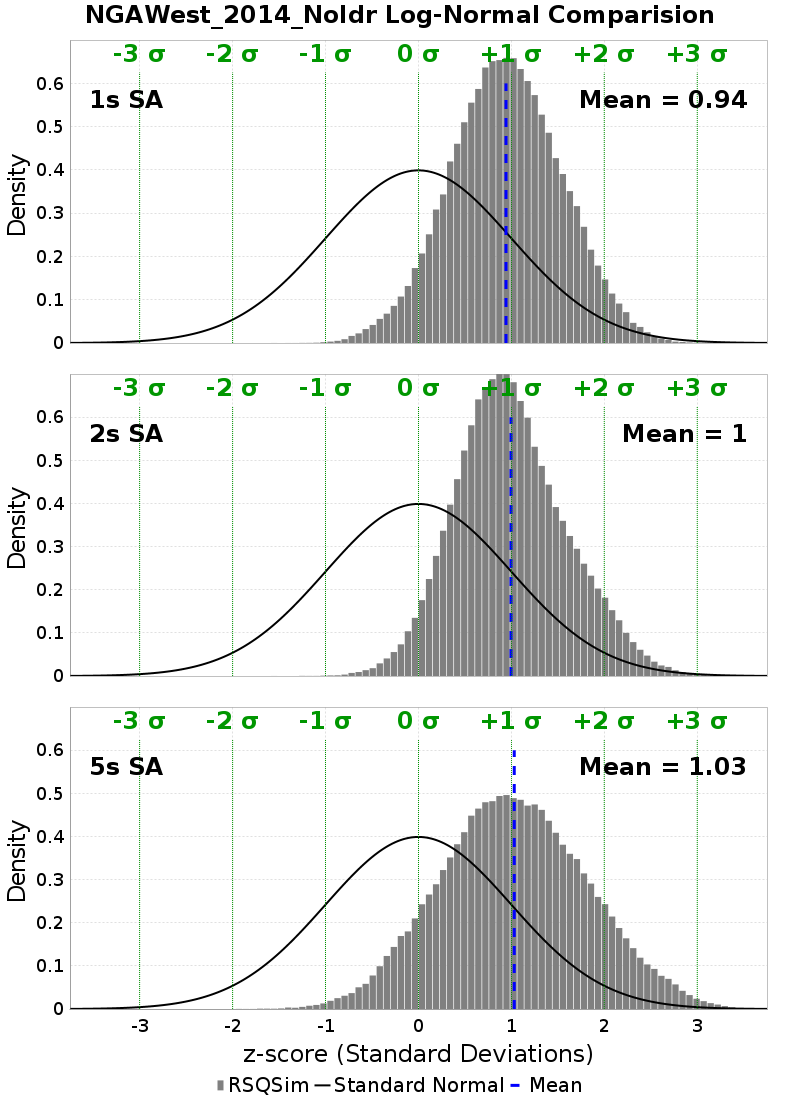 NGAWest_2014_NoIdr Log-Normal Comparision
-3 σ -2 σ -1 σ 0 σ +1 σ +2 σ +3 σ
1s SA Mean = 0.94
0.6
0.5
0.4
0.3
0.2
0.1
0
Density
-3 σ -2 σ -1 σ 0 σ +1 σ +2 σ +3 σ
2s SA Mean = 1
0.6
0.5
0.4
0.3
0.2
0.1
0
Density
-3 σ -2 σ -1 σ 0 σ +1 σ +2 σ +3 σ
5s SA Mean = 1.03
0.6
0.5
0.4
0.3
0.2
0.1
0
Density
-3 -2 -1 0 1 2 3
z-score (Standard Deviations)
RSQSim Standard Normal Mean